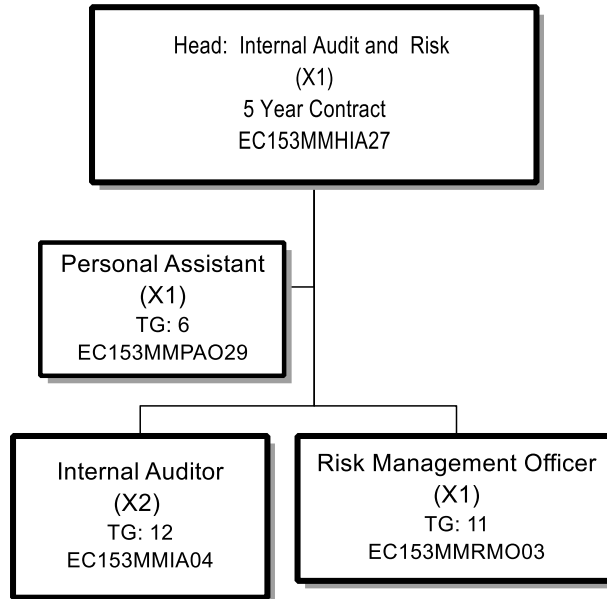 Head:  Internal Audit and  Risk
(X1)
5 Year Contract
EC153MMHIA27
Personal Assistant
(X1)
TG: 6
EC153MMPAO29
Internal Auditor
(X2)
TG: 12
EC153MMIA04
Risk Management Officer
(X1)
TG: 11
EC153MMRMO03